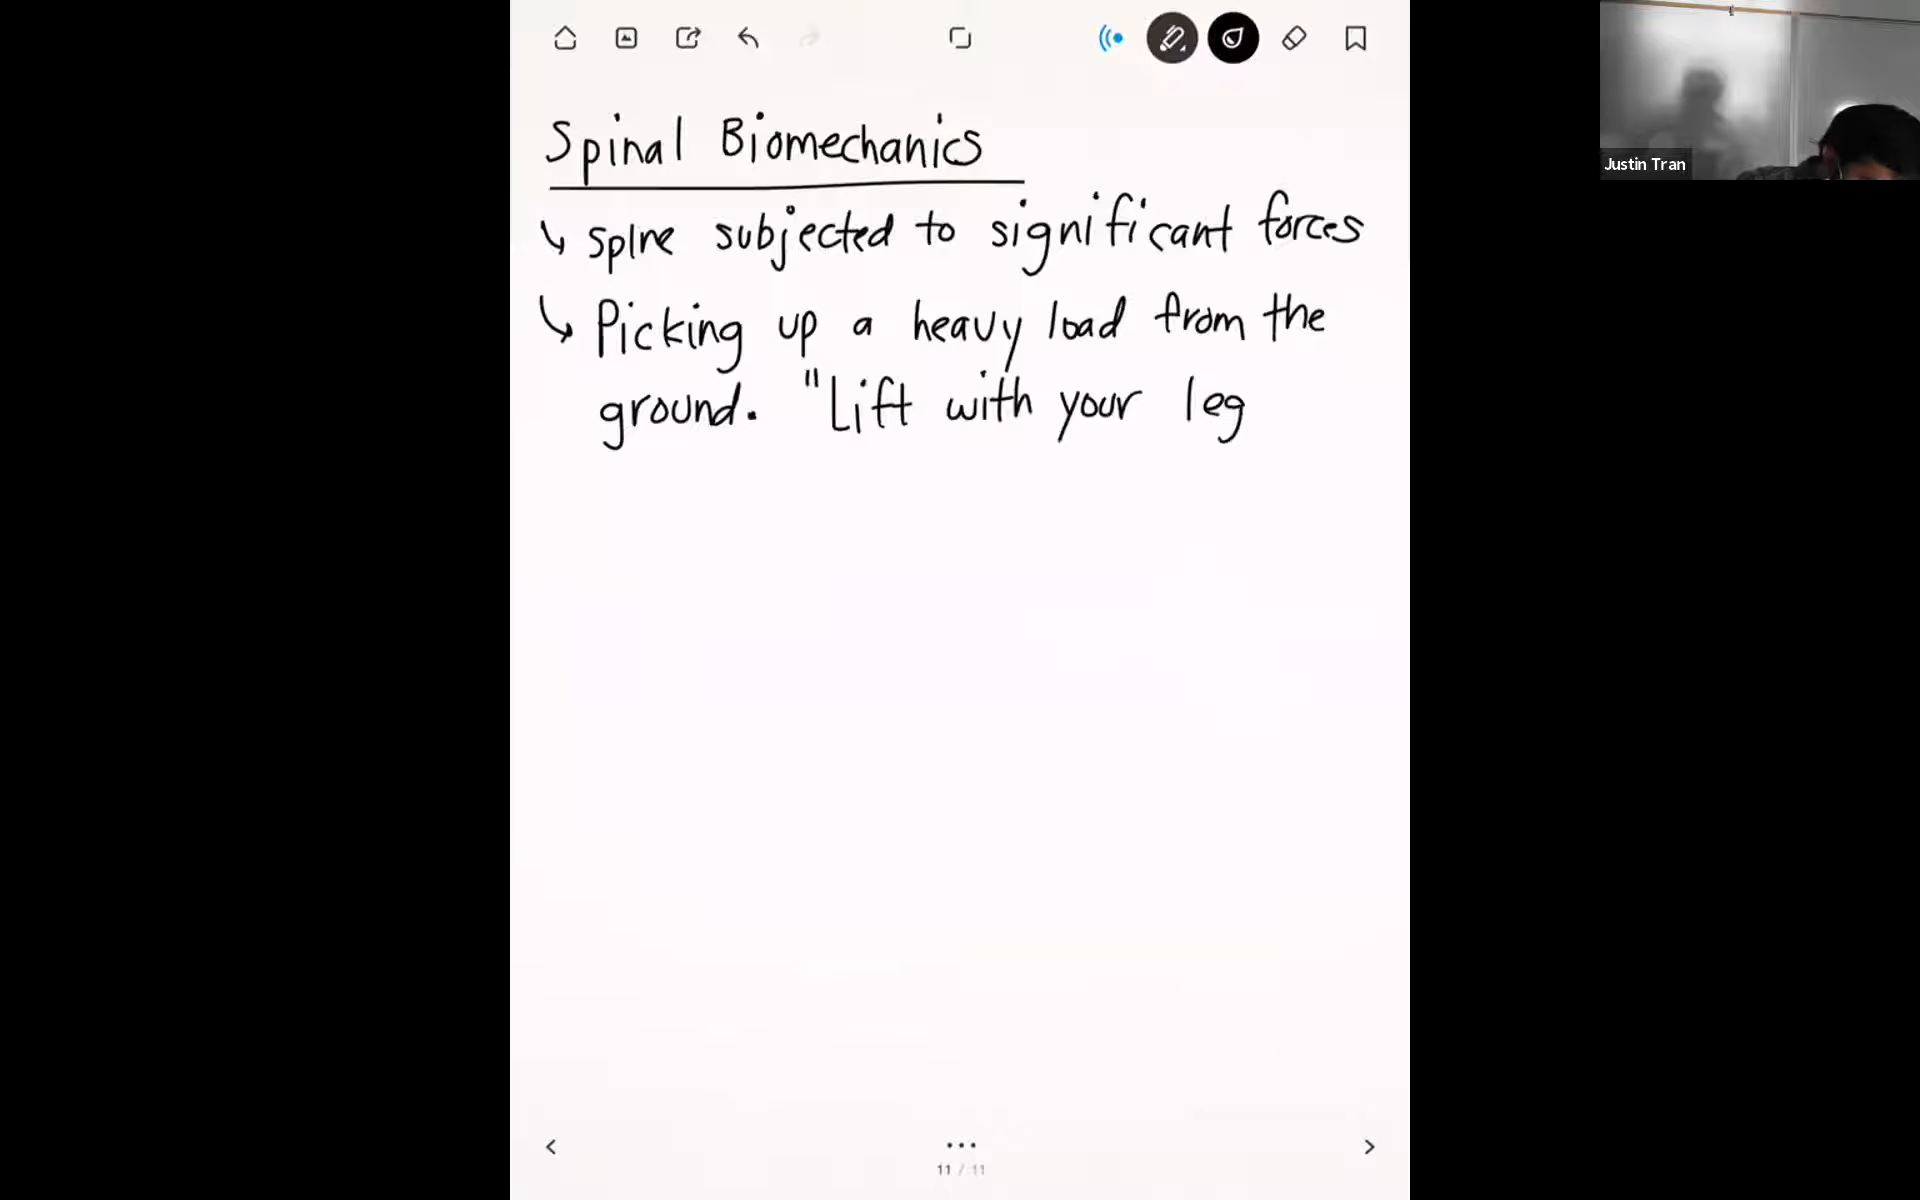 Spinal Biomechanics
↳ Spine subjected to significant forces
↳ Picking up a heavy load from the
ground. "Lift with your leg
Justin Tran
11 / 11